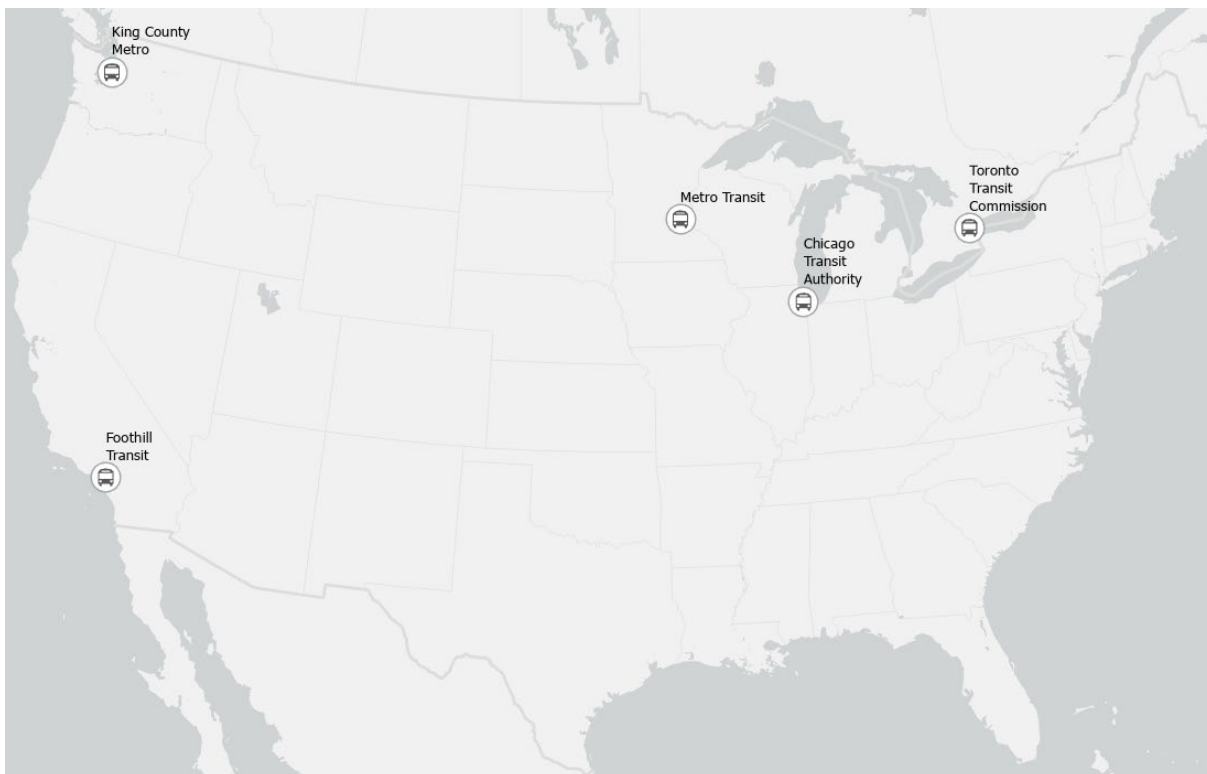 King County
Metro
Metro Transit
Toronto
Transit
Commission
Chicago
Transit
Authority
Foothill
Transit